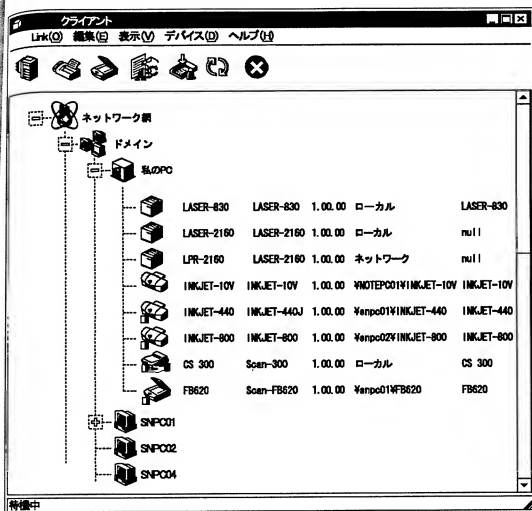 クライアント
Link(O) 編集(E) 表示(V) デバイス(D) ヘルプ(H)
ネットワーク網
ドメイン
私のPC
LASER-830 LASER-830 1.00.00 ローカル LASER-830
LASER-2160 LASER-2160 1.00.00 ローカル null
LPR-2160 LASER-2160 1.00.00 ネットワーク null
INKJET-10V INKJET-10V 1.00.00 ¥NOTEPC01¥INKJET-10V INKJET-10V
INKJET-440 INKJET-440J 1.00.00 ¥snpc01¥INKJET-440 INKJET-440
INKJET-800 INKJET-800 1.00.00 ¥snpc02¥INKJET-800 INKJET-800
CS 300 Scan-300 1.00.00 ローカル CS 300
FB620 Scan-FB620 1.00.00 ¥snpc01¥FB620 FB620
SNPC01
SNPC02
SNPC04
待機中